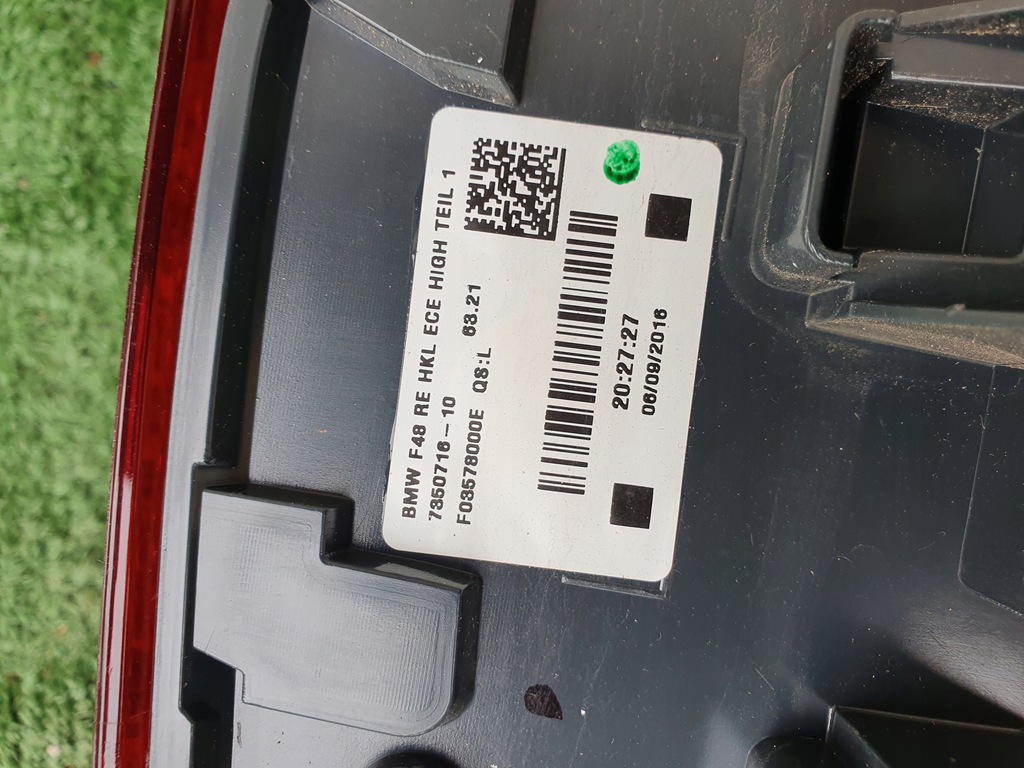 BMW F48 RE HKL ECE HIGH TEIL 1
7350716-10
F03578000E Q8:L 63.21
20:27:27
06/09/2016